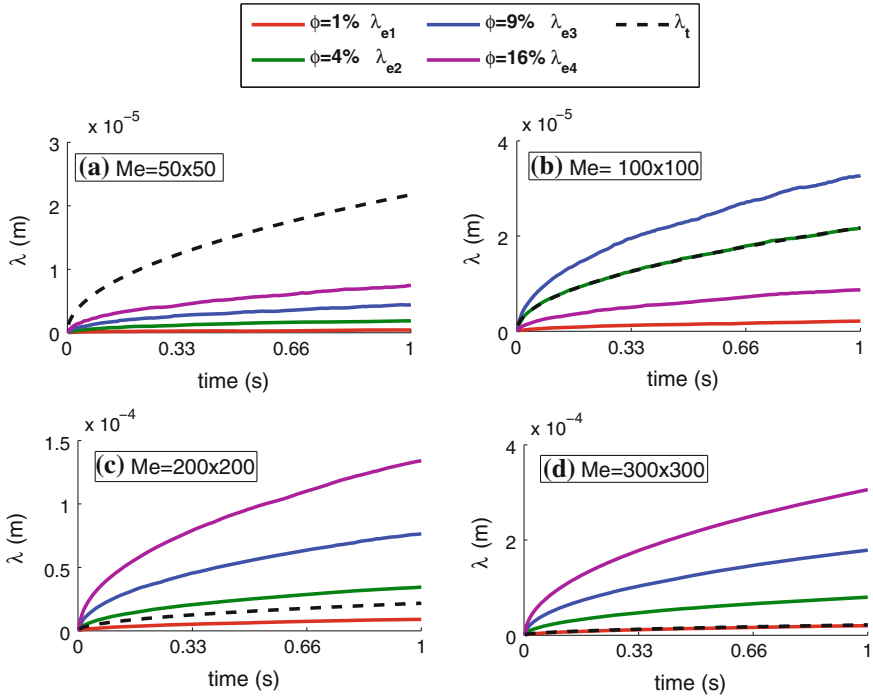 ϕ=1% λe1 ϕ=9% λe3 λt
ϕ=4% λe2 ϕ=16% λe4
x 10⁻⁵
(a) Me=50x50
3
2
1
0
λ (m)
0 0.33 0.66 1
time (s)
x 10⁻⁵
(b) Me= 100x100
4
2
0
λ (m)
0 0.33 0.66 1
time (s)
x 10⁻⁴
(c) Me=200x200
1.5
1
0.5
0
λ (m)
0 0.33 0.66 1
time (s)
x 10⁻⁴
(d) Me=300x300
4
2
0
λ (m)
0 0.33 0.66 1
time (s)